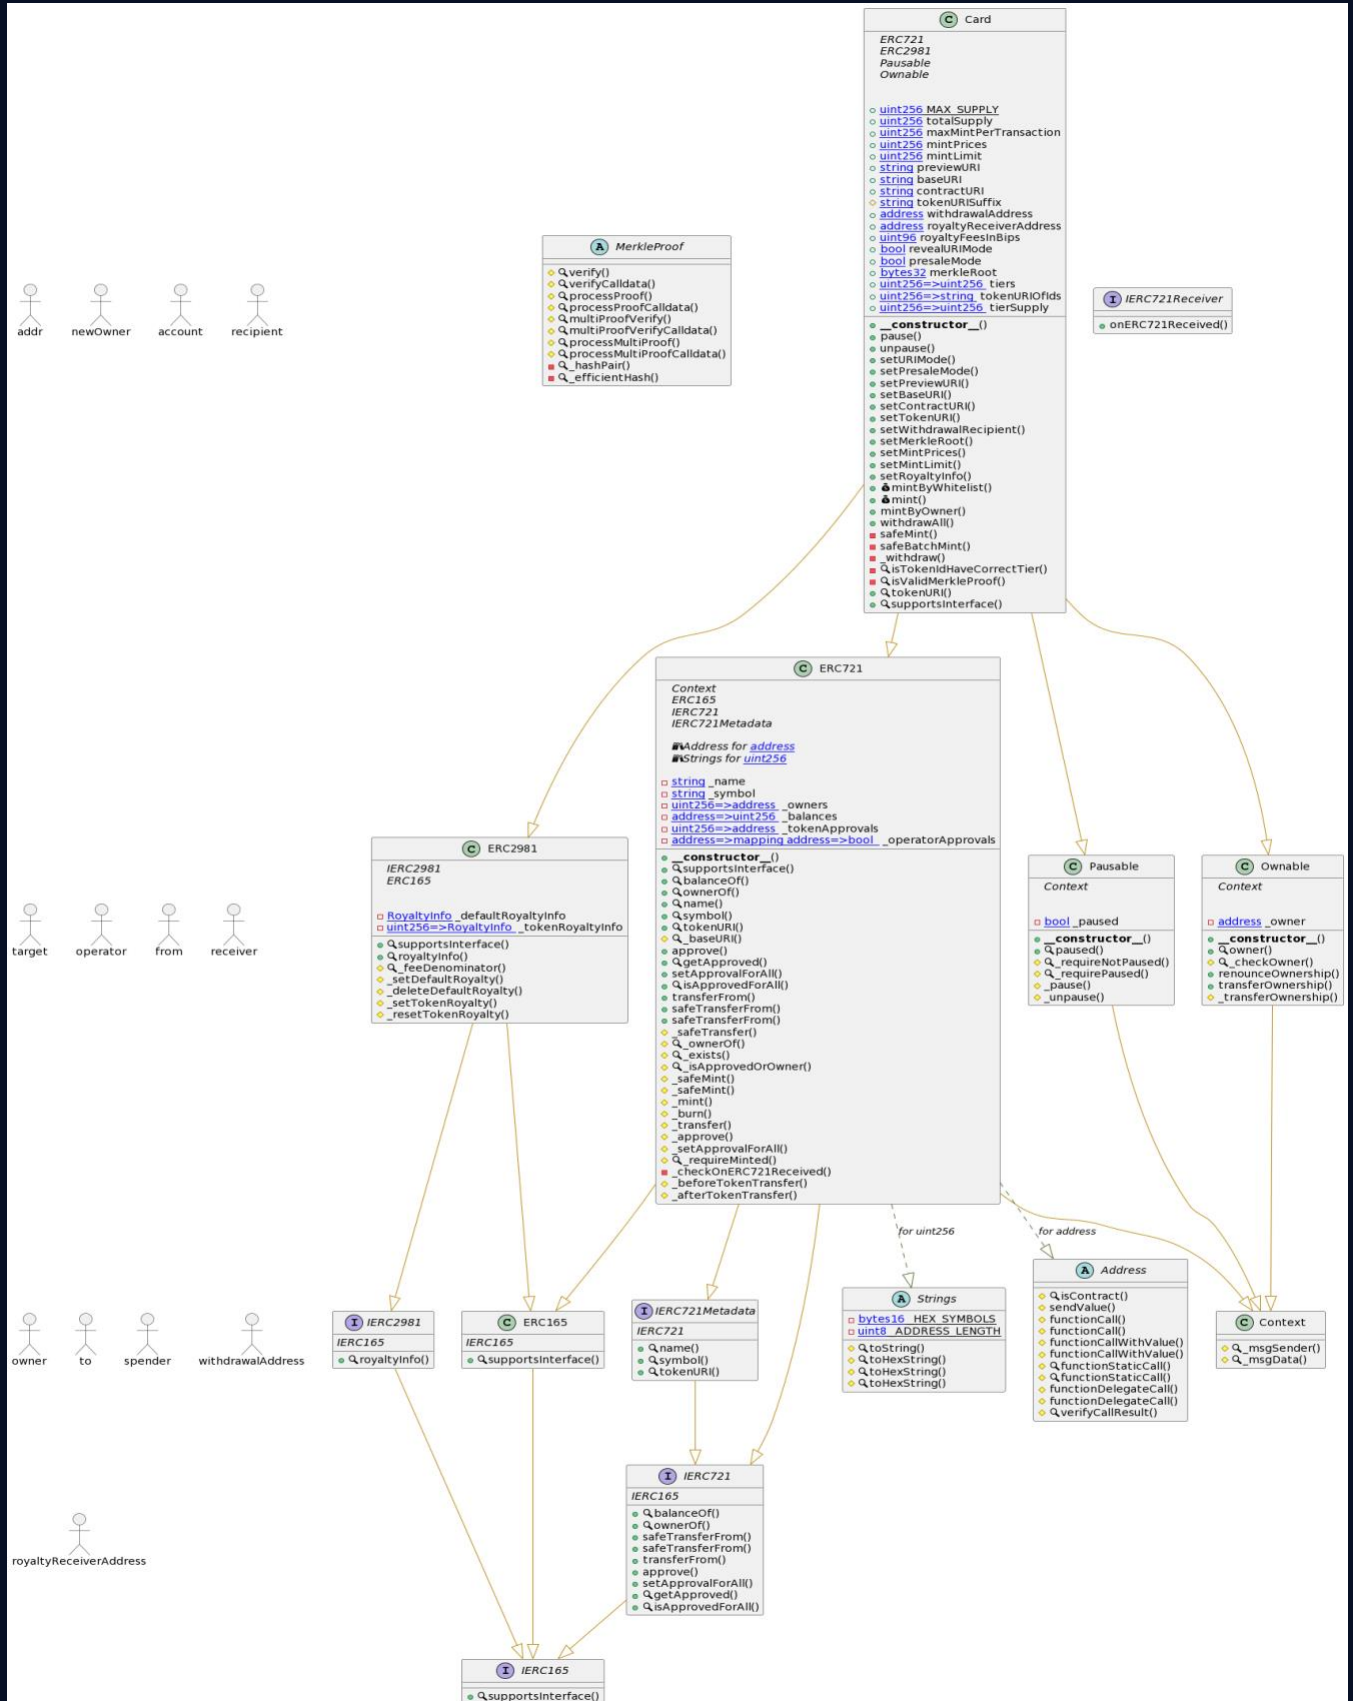 C Card
ERC721
ERC2981
Pausable
Ownable
uint256 MAX_SUPPLY
uint256 totalSupply
uint256 maxMintPerTransaction
uint256 mintPrices
uint256 mintLimit
string previewURI
string baseURI
string contractURI
string tokenURISuffix
address withdrawalAddress
address royaltyReceiverAddress
uint96 royaltyFeesInBips
bool revealURIMode
bool presaleMode
bytes32 merkleRoot
uint256=>uint256 tiers
uint256=>string tokenURIOfIds
uint256=>uint256 tierSupply
__constructor__()
pause()
unpause()
setURIMode()
setPresaleMode()
setPreviewURI()
setBaseURI()
setContractURI()
setTokenURI()
setWithdrawalRecipient()
setMerkleRoot()
setMintPrices()
setMintLimit()
setRoyaltyInfo()
mintByWhitelist()
mint()
mintByOwner()
withdrawAll()
safeMint()
safeBatchMint()
_withdraw()
isTokenIdHaveCorrectTier()
isValidMerkleProof()
tokenURI()
supportsInterface()
A MerkleProof
verify()
verifyCalldata()
processProof()
processProofCalldata()
multiProofVerify()
multiProofVerifyCalldata()
processMultiProof()
processMultiProofCalldata()
_hashPair()
_efficientHash()
I IERC721Receiver
onERC721Received()
addr newOwner account recipient
C ERC721
Context
ERC165
IERC721
IERC721Metadata
Address for address
Strings for uint256
string _name
string _symbol
uint256=>address _owners
address=>uint256 _balances
uint256=>address _tokenApprovals
address=>mapping address=>bool _operatorApprovals
__constructor__()
supportsInterface()
balanceOf()
ownerOf()
name()
symbol()
tokenURI()
_baseURI()
approve()
getApproved()
setApprovalForAll()
isApprovedForAll()
transferFrom()
safeTransferFrom()
safeTransferFrom()
_safeTransfer()
_ownerOf()
_exists()
_isApprovedOrOwner()
_safeMint()
_safeMint()
_mint()
_burn()
_transfer()
_approve()
_setApprovalForAll()
_requireMinted()
_checkOnERC721Received()
_beforeTokenTransfer()
_afterTokenTransfer()
C ERC2981
IERC2981
ERC165
RoyaltyInfo _defaultRoyaltyInfo
uint256=>RoyaltyInfo _tokenRoyaltyInfo
supportsInterface()
royaltyInfo()
_feeDenominator()
_setDefaultRoyalty()
_deleteDefaultRoyalty()
_setTokenRoyalty()
_resetTokenRoyalty()
C Pausable
Context
bool _paused
__constructor__()
paused()
_requireNotPaused()
_requirePaused()
_pause()
_unpause()
C Ownable
Context
address _owner
__constructor__()
owner()
_checkOwner()
renounceOwnership()
transferOwnership()
_transferOwnership()
target operator from receiver
for uint256
for address
I IERC2981
IERC165
royaltyInfo()
C ERC165
IERC165
supportsInterface()
I IERC721Metadata
IERC721
name()
symbol()
tokenURI()
A Strings
bytes16 _HEX_SYMBOLS
uint8 _ADDRESS_LENGTH
toString()
toHexString()
toHexString()
toHexString()
A Address
isContract()
sendValue()
functionCall()
functionCall()
functionCallWithValue()
functionCallWithValue()
functionStaticCall()
functionStaticCall()
functionDelegateCall()
functionDelegateCall()
verifyCallResult()
C Context
_msgSender()
_msgData()
owner to spender withdrawalAddress
I IERC721
IERC165
balanceOf()
ownerOf()
safeTransferFrom()
safeTransferFrom()
transferFrom()
approve()
setApprovalForAll()
getApproved()
isApprovedForAll()
royaltyReceiverAddress
I IERC165
supportsInterface()